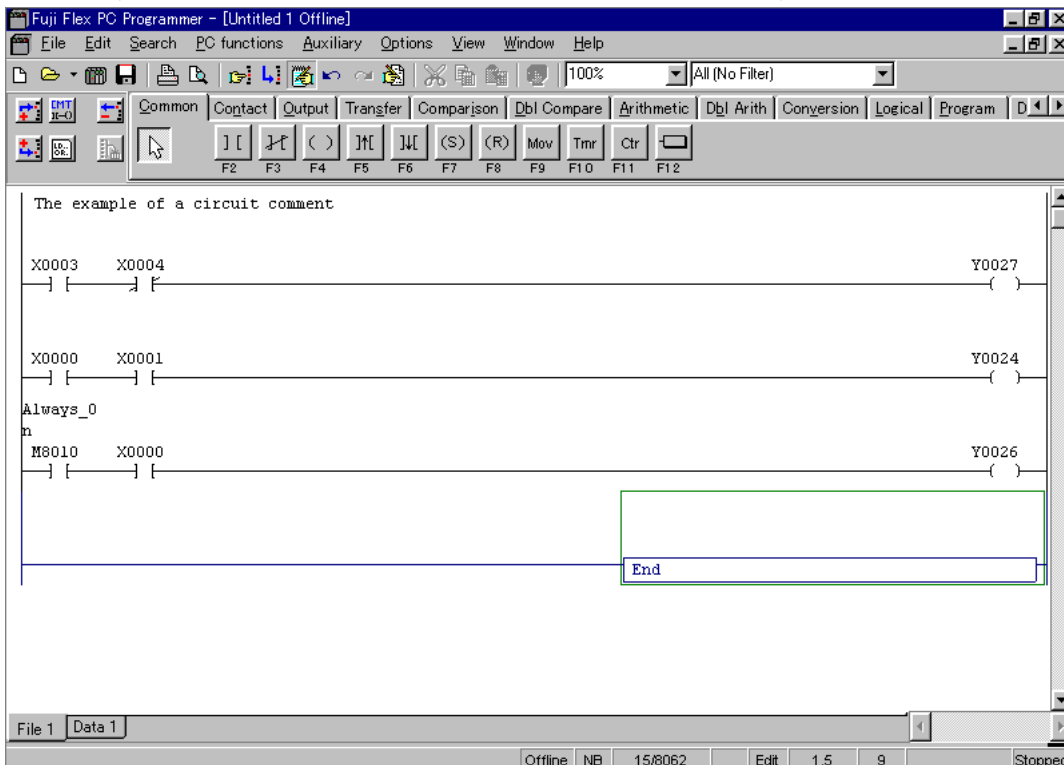 Fuji Flex PC Programmer - [Untitled 1 Offline]
File Edit Search PC functions Auxiliary Options View Window Help
100% All (No Filter)
CMT
Common Contact Output Transfer Comparison Dbl Compare Arithmetic Dbl Arith Conversion Logical Program D
LD..
OR..
(S) (R) Mov Tmr Ctr
F2 F3 F4 F5 F6 F7 F8 F9 F10 F11 F12
The example of a circuit comment
X0003 X0004 Y0027
X0000 X0001 Y0024
Always_O
n
M8010 X0000 Y0026
End
File 1 Data 1
Offline NB 15/8062 Edit 1.5 9 Stopped